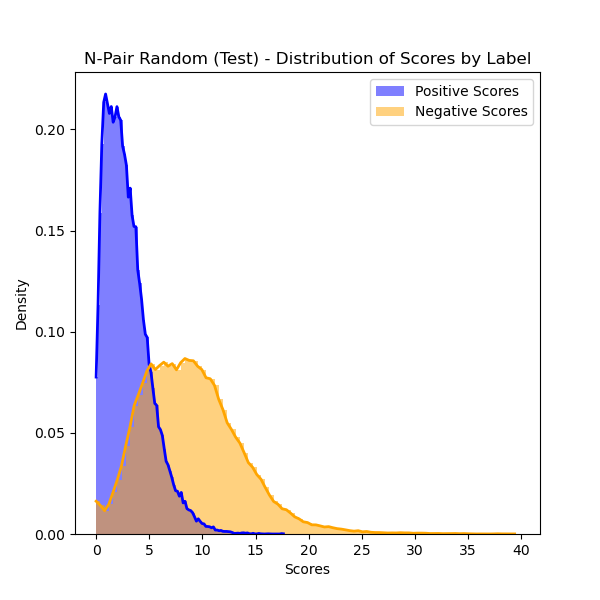 N-Pair Random (Test) - Distribution of Scores by Label
Positive Scores
Negative Scores
Density
0.20
0.15
0.10
0.05
0.00
0 5 10 15 20 25 30 35 40
Scores